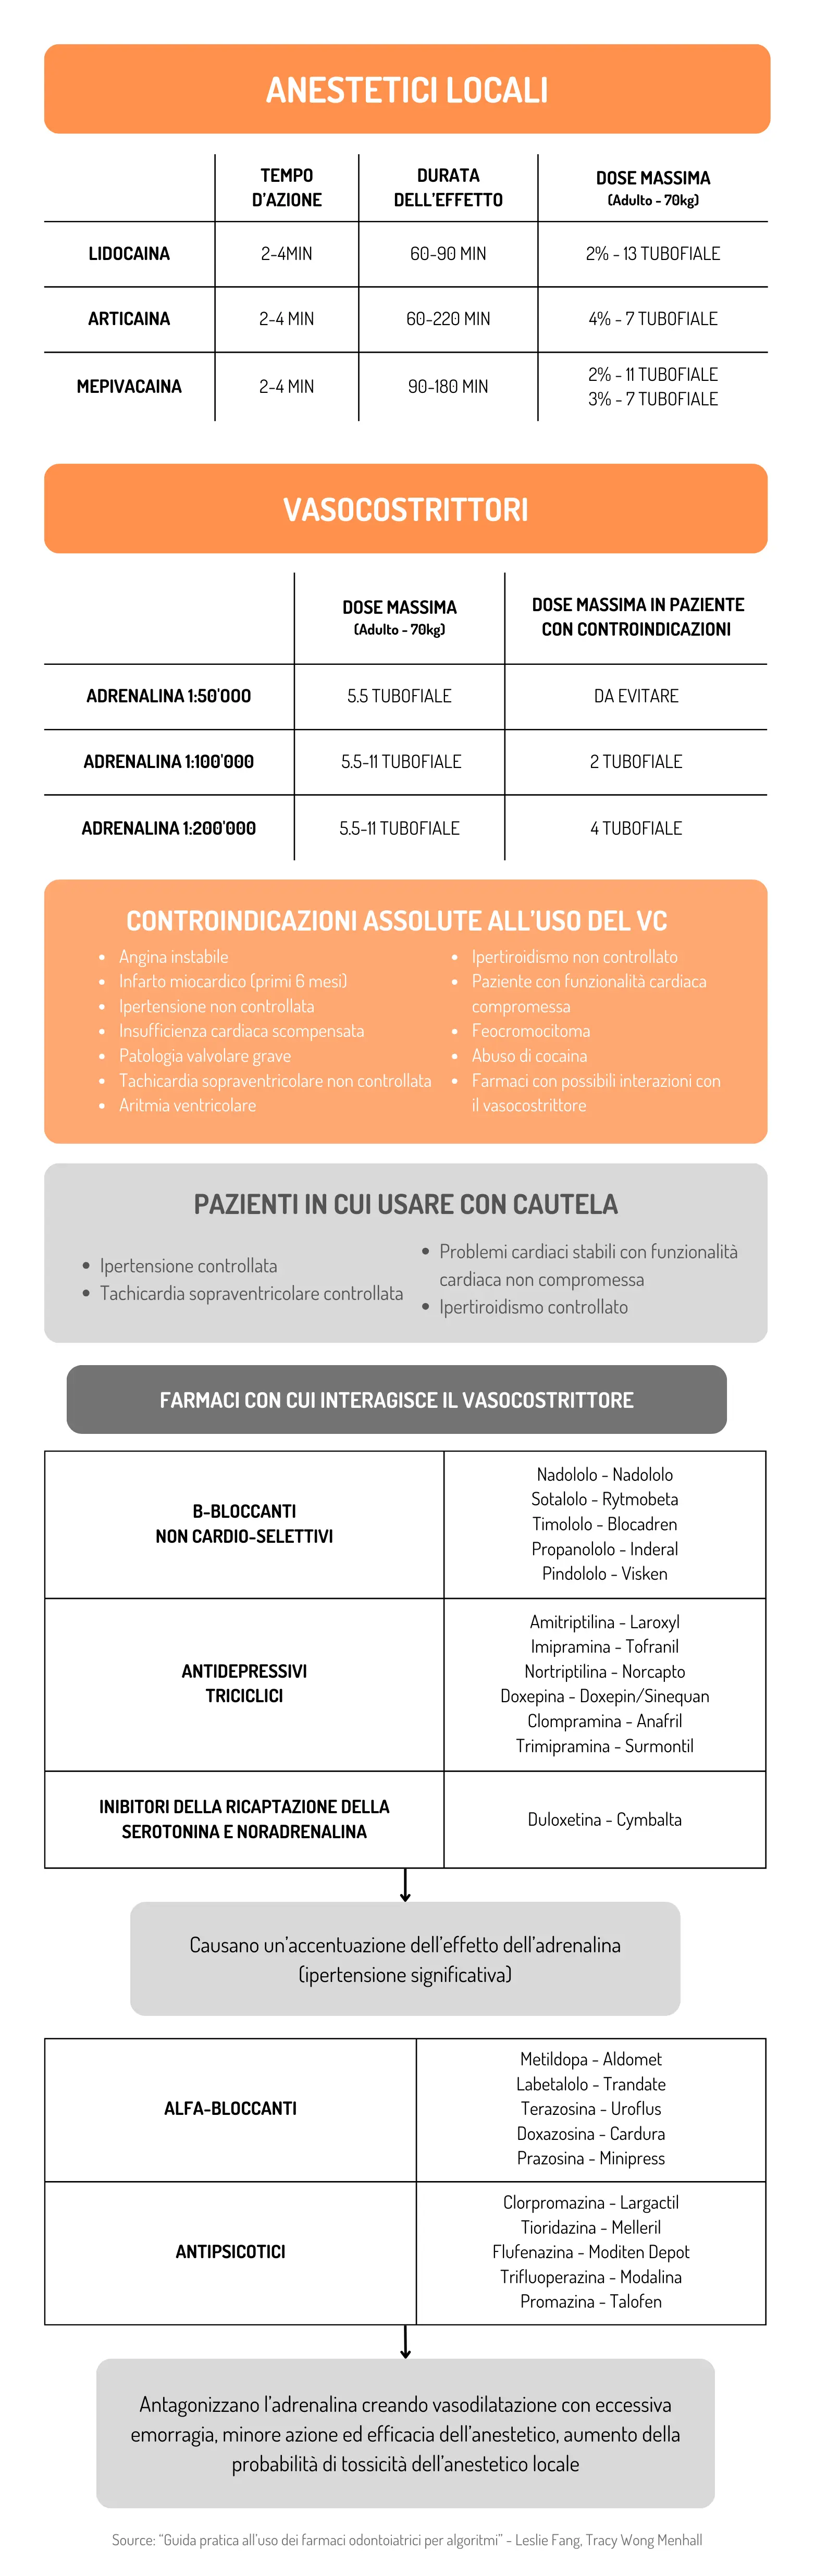 ANESTETICI LOCALI
TEMPO D'AZIONE
DURATA DELL'EFFETTO
DOSE MASSIMA
(Adulto - 70kg)
LIDOCAINA
2-4MIN
60-90 MIN
2% - 13 TUBOFIALE
ARTICAINA
2-4 MIN
60-220 MIN
4% - 7 TUBOFIALE
MEPIVACAINA
2-4 MIN
90-180 MIN
2% - 11 TUBOFIALE
3% - 7 TUBOFIALE
VASOCOSTRITTORI
DOSE MASSIMA
(Adulto - 70kg)
DOSE MASSIMA IN PAZIENTE
CON CONTROINDICAZIONI
ADRENALINA 1:50'000
5.5 TUBOFIALE
DA EVITARE
ADRENALINA 1:100'000
5.5-11 TUBOFIALE
2 TUBOFIALE
ADRENALINA 1:200'000
5.5-11 TUBOFIALE
4 TUBOFIALE
CONTROINDICAZIONI ASSOLUTE ALL'USO DEL VC
• Angina instabile
• Infarto miocardico (primi 6 mesi)
• Ipertensione non controllata
• Insufficienza cardiaca scompensata
• Patologia valvolare grave
• Tachicardia sopraventricolare non controllata
• Aritmia ventricolare
• Ipertiroidismo non controllato
• Paziente con funzionalità cardiaca
compromessa
• Feocromocitoma
• Abuso di cocaina
• Farmaci con possibili interazioni con
il vasocostrittore
PAZIENTI IN CUI USARE CON CAUTELA
• Ipertensione controllata
• Tachicardia sopraventricolare controllata
• Problemi cardiaci stabili con funzionalità
cardiaca non compromessa
• Ipertiroidismo controllato
FARMACI CON CUI INTERAGISCE IL VASOCOSTRITTORE
B-BLOCCANTI
NON CARDIO-SELETTIVI
Nadololo - Nadololo
Sotalolo - Rytmobeta
Timololo - Blocadren
Propanololo - Inderal
Pindololo - Visken
ANTIDEPRESSIVI
TRICICLICI
Amitriptilina - Laroxyl
Imipramina - Tofranil
Nortriptilina - Norcapto
Doxepina - Doxepin/Sinequan
Clompramina - Anafril
Trimipramina - Surmontil
INIBITORI DELLA RICAPTAZIONE DELLA
SEROTONINA E NORADRENALINA
Duloxetina - Cymbalta
Causano un'accentuazione dell'effetto dell'adrenalina
(ipertensione significativa)
ALFA-BLOCCANTI
Metildopa - Aldomet
Labetalolo - Trandate
Terazosina - Uroflus
Doxazosina - Cardura
Prazosina - Minipress
ANTIPSICOTICI
Clorpromazina - Largactil
Tioridazina - Melleril
Flufenazina - Moditen Depot
Trifluoperazina - Modalina
Promazina - Talofen
Antagonizzano l'adrenalina creando vasodilatazione con eccessiva
emorragia, minore azione ed efficacia dell'anestetico, aumento della
probabilità di tossicità dell'anestetico locale
Source: "Guida pratica all'uso dei farmaci odontoiatrici per algoritmi" - Leslie Fang, Tracy Wong Menhall